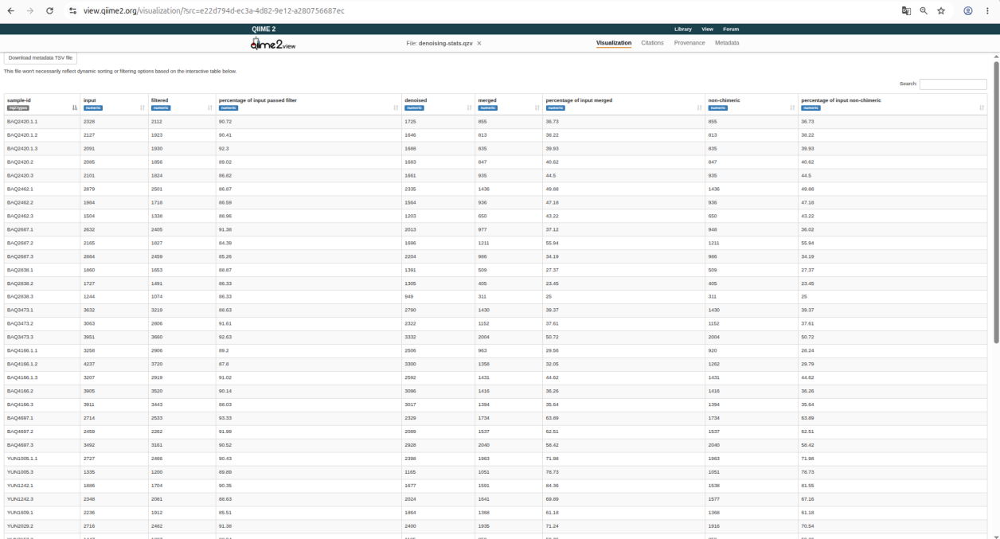 view.qiime2.org/visualization/?src=e22d794d-ec3a-4d82-9e12-a280756687ec
QIIME 2 Library View Forum
qiime2view File: denoising-stats.qzv × Visualization Citations Provenance Metadata
Download metadata TSV file
This file won't necessarily reflect dynamic sorting or filtering options based on the interactive table below.
Search:
sample-id input filtered percentage of input passed filter denoised merged percentage of input merged non-chimeric percentage of input non-chimeric
#q2:types numeric numeric numeric numeric numeric numeric numeric numeric
BAQ2420.1.1 2328 2112 90.72 1725 855 36.73 855 36.73
BAQ2420.1.2 2127 1923 90.41 1646 813 38.22 813 38.22
BAQ2420.1.3 2091 1930 92.3 1688 835 39.93 835 39.93
BAQ2420.2 2085 1856 89.02 1683 847 40.62 847 40.62
BAQ2420.3 2101 1824 86.82 1661 935 44.5 935 44.5
BAQ2462.1 2879 2501 86.87 2335 1436 49.88 1436 49.88
BAQ2462.2 1984 1718 86.59 1564 936 47.18 936 47.18
BAQ2462.3 1504 1338 88.96 1203 650 43.22 650 43.22
BAQ2687.1 2632 2405 91.38 2013 977 37.12 948 36.02
BAQ2687.2 2165 1827 84.39 1696 1211 55.94 1211 55.94
BAQ2687.3 2884 2459 85.26 2204 986 34.19 986 34.19
BAQ2838.1 1860 1653 88.87 1391 509 27.37 509 27.37
BAQ2838.2 1727 1491 86.33 1305 405 23.45 405 23.45
BAQ2838.3 1244 1074 86.33 949 311 25 311 25
BAQ3473.1 3632 3219 88.63 2790 1430 39.37 1430 39.37
BAQ3473.2 3063 2806 91.61 2322 1152 37.61 1152 37.61
BAQ3473.3 3951 3660 92.63 3332 2004 50.72 2004 50.72
BAQ4166.1.1 3258 2906 89.2 2506 963 29.56 920 28.24
BAQ4166.1.2 4237 3720 87.8 3300 1358 32.05 1262 29.79
BAQ4166.1.3 3207 2919 91.02 2592 1431 44.62 1431 44.62
BAQ4166.2 3905 3520 90.14 3096 1416 36.26 1416 36.26
BAQ4166.3 3911 3443 88.03 3017 1394 35.64 1394 35.64
BAQ4697.1 2714 2533 93.33 2329 1734 63.89 1734 63.89
BAQ4697.2 2459 2262 91.99 2089 1537 62.51 1537 62.51
BAQ4697.3 3492 3161 90.52 2928 2040 58.42 2040 58.42
YUN1005.1.1 2727 2466 90.43 2398 1963 71.98 1963 71.98
YUN1005.3 1335 1200 89.89 1165 1051 78.73 1051 78.73
YUN1242.1 1886 1704 90.35 1677 1591 84.36 1538 81.55
YUN1242.3 2348 2081 88.63 2024 1641 69.89 1577 67.16
YUN1609.1 2236 1912 85.51 1864 1368 61.18 1368 61.18
YUN2029.2 2716 2482 91.38 2400 1935 71.24 1916 70.54